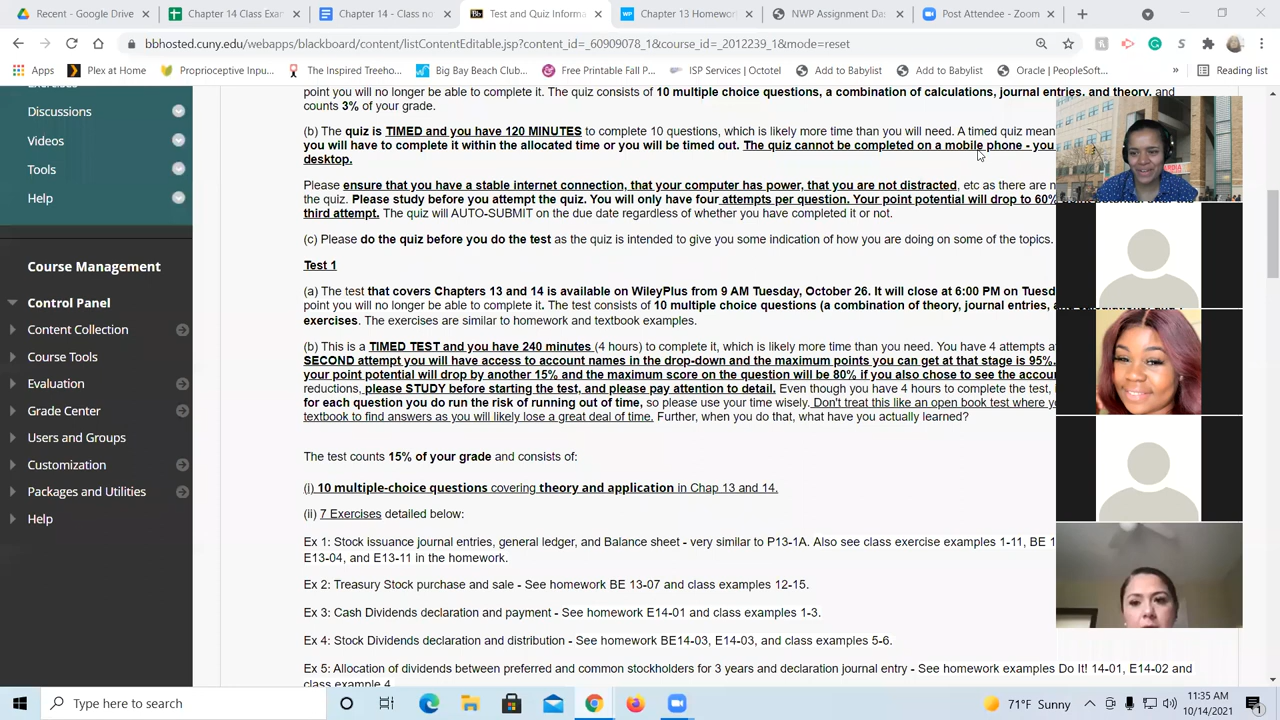 Recent - Google Drive
Chapter 14 Class Exam
Chapter 14 - Class no
Test and Quiz Informa
Chapter 13 Homework
NWP Assignment Da
Post Attendee - Zoom
bbhosted.cuny.edu/webapps/blackboard/content/listContentEditable.jsp?content_id=_60909078_1&course_id=_2012239_1&mode=reset
Apps
Plex at Home
Proprioceptive Inpu...
The Inspired Treeho...
Big Bay Beach Club...
Free Printable Fall P...
ISP Services | Octotel
Add to Babylist
Add to Babylist
Oracle | PeopleSoft...
»
Reading list
Discussions
Videos
Tools
Help
Course Management
Control Panel
Content Collection
Course Tools
Evaluation
Grade Center
Users and Groups
Customization
Packages and Utilities
Help
point you will no longer be able to complete it. The quiz consists of 10 multiple choice questions, a combination of calculations, journal entries, and theory, and
counts 3% of your grade.
(b) The quiz is TIMED and you have 120 MINUTES to complete 10 questions, which is likely more time than you will need. A timed quiz mean
you will have to complete it within the allocated time or you will be timed out. The quiz cannot be completed on a mobile phone - you
desktop.
Please ensure that you have a stable internet connection, that your computer has power, that you are not distracted, etc as there are n
the quiz. Please study before you attempt the quiz. You will only have four attempts per question. Your point potential will drop to 60%
third attempt. The quiz will AUTO-SUBMIT on the due date regardless of whether you have completed it or not.
(c) Please do the quiz before you do the test as the quiz is intended to give you some indication of how you are doing on some of the topics.
Test 1
(a) The test that covers Chapters 13 and 14 is available on WileyPlus from 9 AM Tuesday, October 26. It will close at 6:00 PM on Tuesd
point you will no longer be able to complete it. The test consists of 10 multiple choice questions (a combination of theory, journal entries,
exercises. The exercises are similar to homework and textbook examples.
(b) This is a TIMED TEST and you have 240 minutes (4 hours) to complete it, which is likely more time than you need. You have 4 attempts a
SECOND attempt you will have access to account names in the drop-down and the maximum points you can get at that stage is 95%.
your point potential will drop by another 15% and the maximum score on the question will be 80% if you also chose to see the accou
reductions, please STUDY before starting the test, and please pay attention to detail. Even though you have 4 hours to complete the test,
for each question you do run the risk of running out of time, so please use your time wisely. Don't treat this like an open book test where y
textbook to find answers as you will likely lose a great deal of time. Further, when you do that, what have you actually learned?
The test counts 15% of your grade and consists of:
(i) 10 multiple-choice questions covering theory and application in Chap 13 and 14.
(ii) 7 Exercises detailed below:
Ex 1: Stock issuance journal entries, general ledger, and Balance sheet - very similar to P13-1A. Also see class exercise examples 1-11, BE 1
E13-04, and E13-11 in the homework.
Ex 2: Treasury Stock purchase and sale - See homework BE 13-07 and class examples 12-15.
Ex 3: Cash Dividends declaration and payment - See homework E14-01 and class examples 1-3.
Ex 4: Stock Dividends declaration and distribution - See homework BE14-03, E14-03, and class examples 5-6.
Ex 5: Allocation of dividends between preferred and common stockholders for 3 years and declaration journal entry - See homework examples Do It! 14-01, E14-02 and
class example 4.
Type here to search
71°F Sunny
11:35 AM
10/14/2021
1